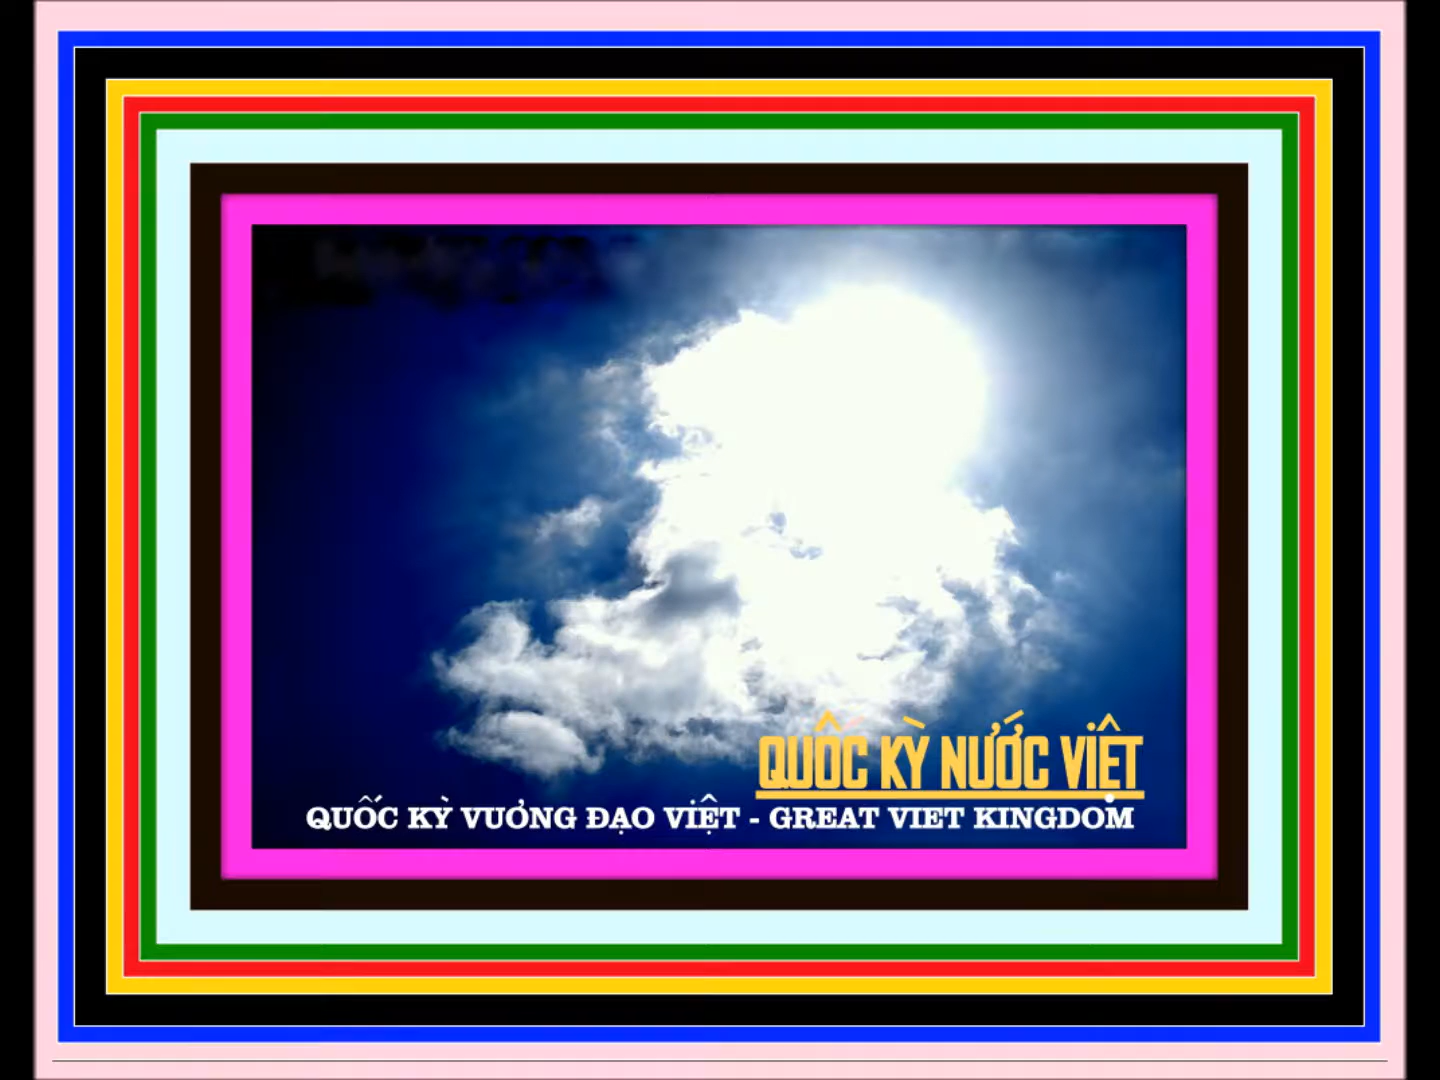 QUỐC KỲ NƯỚC VIỆT
QUỐC KỲ VƯƠNG ĐẠO VIỆT - GREAT VIET KINGDOM